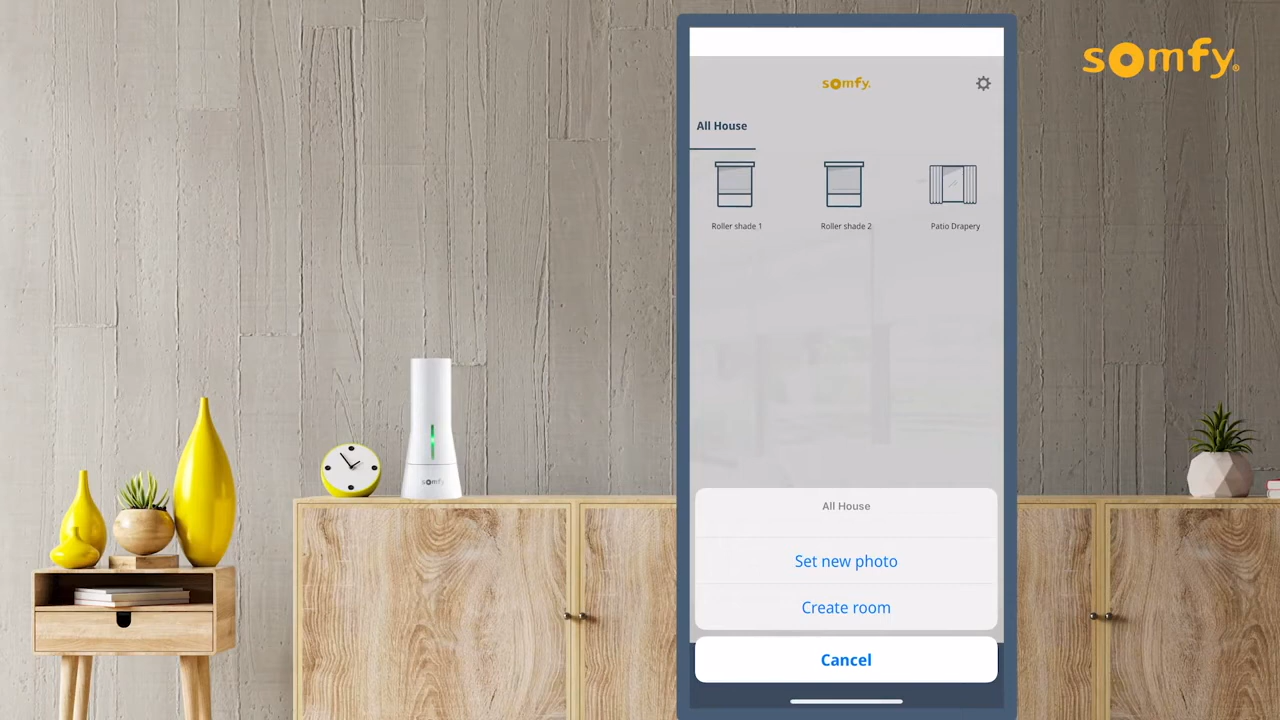 somfy.
somfy.
All House
Roller shade 1
Roller shade 2
Patio Drapery
somfy.
All House
Set new photo
Create room
Cancel